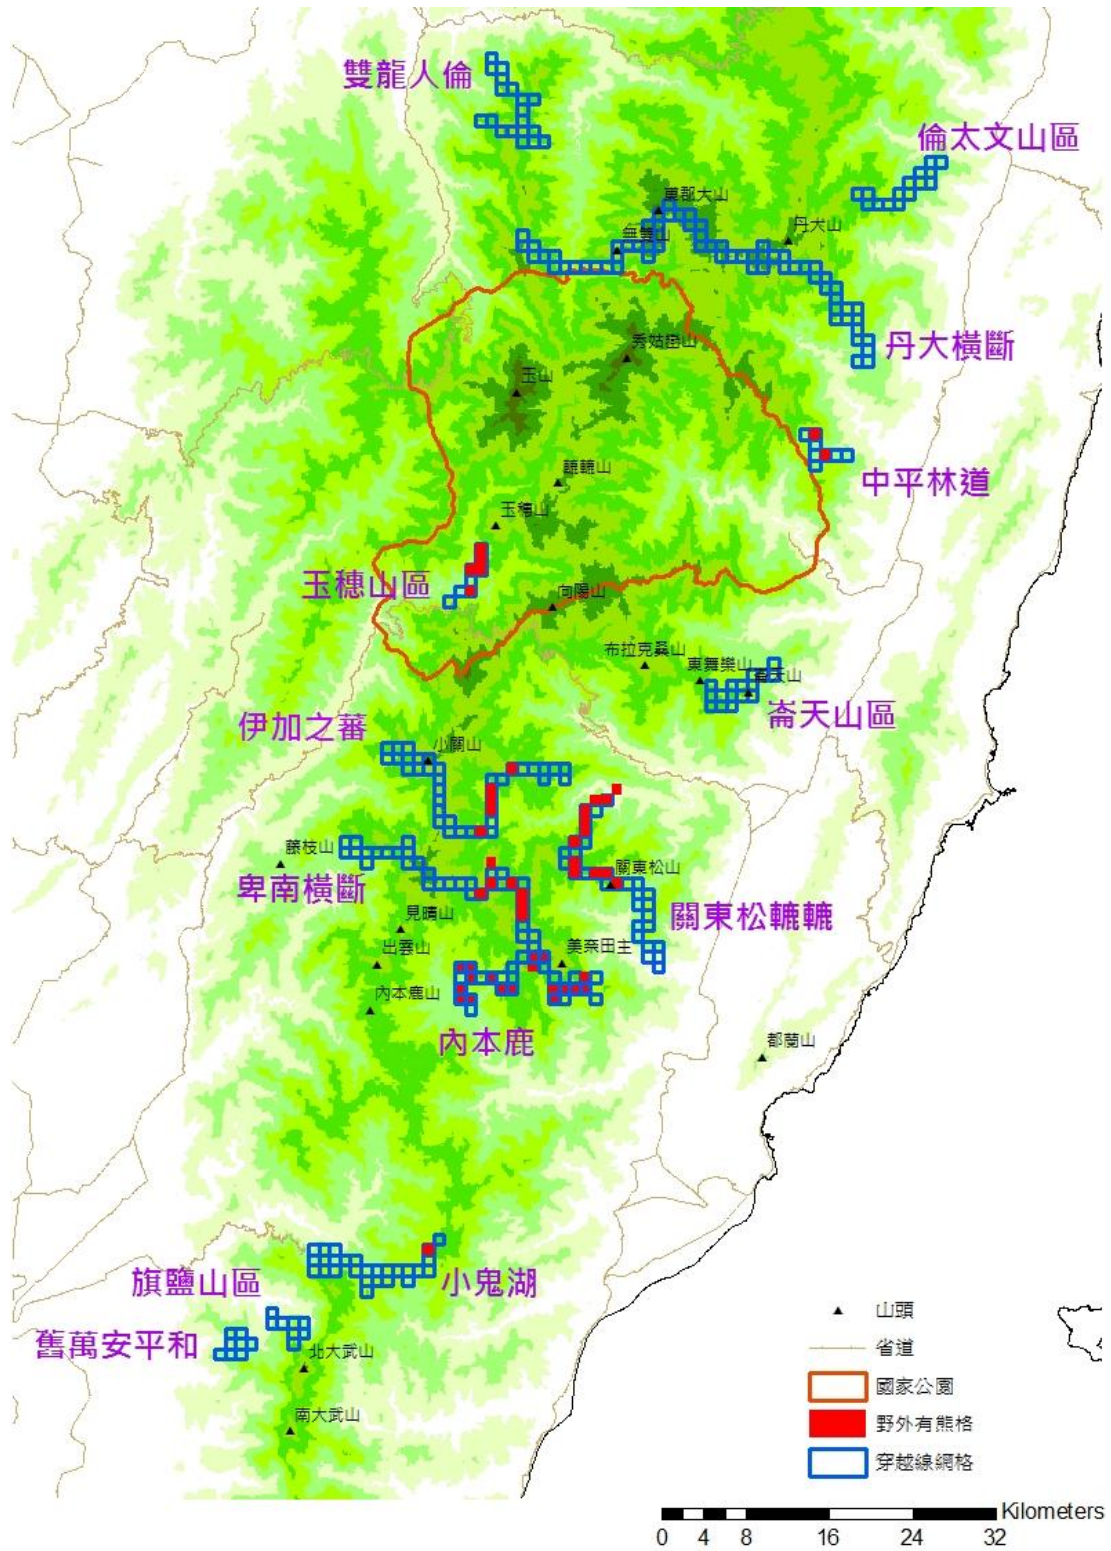 雙龍人倫
倫太文山區
東郡大山
無雙山
丹大山
丹大橫斷
秀姑巒山
玉山
中平林道
轆轆山
玉穗山
玉穗山區
向陽山
布拉克桑山
東舞樂山
崙天山
崙天山區
伊加之蕃
小關山
藤枝山
卑南橫斷
關東松山
關東松轆轆
見晴山
出雲山
美奈田主
內本鹿山
內本鹿
都蘭山
旗鹽山區
小鬼湖
舊萬安平和
北大武山
南大武山
山頭
省道
國家公園
野外有熊格
穿越線網格
Kilometers
0 4 8 16 24 32